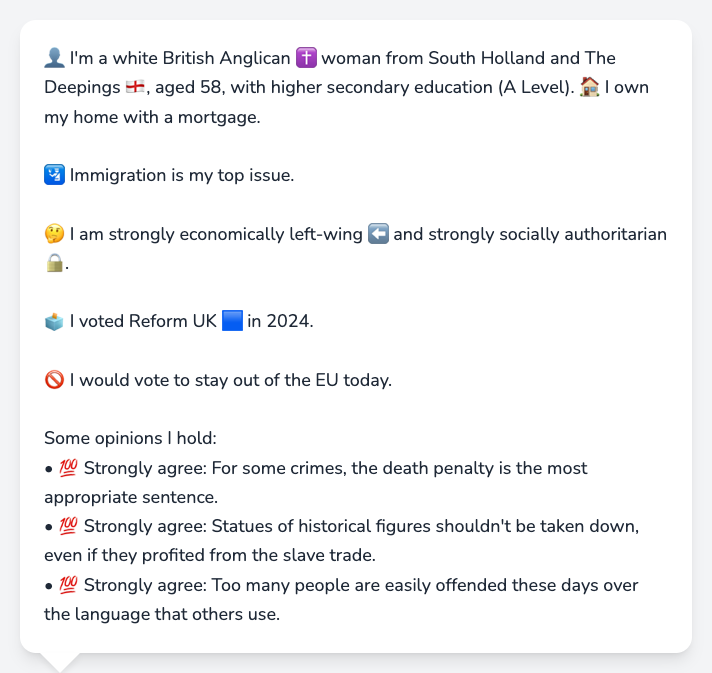 👤 I'm a white British Anglican ✝️ woman from South Holland and The
Deepings 🏴󠁧󠁢󠁥󠁮󠁧󠁿, aged 58, with higher secondary education (A Level). 🏠 I own
my home with a mortgage.
🛂 Immigration is my top issue.
🤔 I am strongly economically left-wing ⬅️ and strongly socially authoritarian
🔒.
🗳️ I voted Reform UK 🟦 in 2024.
🚫 I would vote to stay out of the EU today.
Some opinions I hold:
• 💯 Strongly agree: For some crimes, the death penalty is the most
appropriate sentence.
• 💯 Strongly agree: Statues of historical figures shouldn't be taken down,
even if they profited from the slave trade.
• 💯 Strongly agree: Too many people are easily offended these days over
the language that others use.